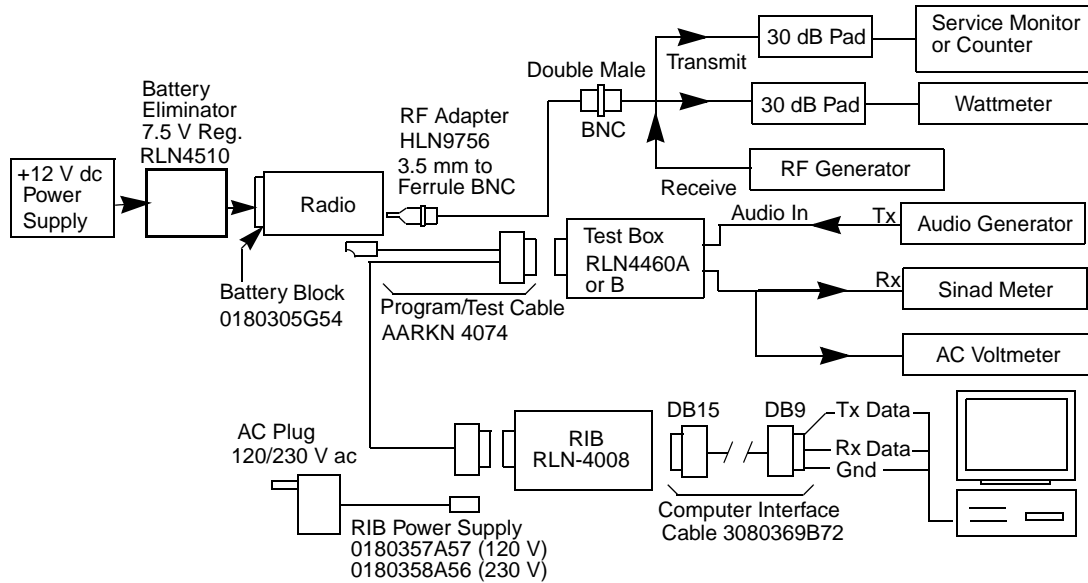 Service Monitor
or Counter
30 dB Pad
Transmit
Double Male
BNC
30 dB Pad
Wattmeter
Battery
Eliminator
7.5 V Reg.
RLN4510
RF Adapter
HLN9756
3.5 mm to
Ferrule BNC
RF Generator
Receive
+12 V dc
Power
Supply
Radio
Audio In
Tx
Audio Generator
Test Box
RLN4460A
or B
Battery Block
0180305G54
Program/Test Cable
AARKN 4074
Rx
Sinad Meter
AC Voltmeter
AC Plug
120/230 V ac
RIB
RLN-4008
DB15
DB9
Tx Data
Rx Data
Gnd
Computer Interface
Cable 3080369B72
RIB Power Supply
0180357A57 (120 V)
0180358A56 (230 V)